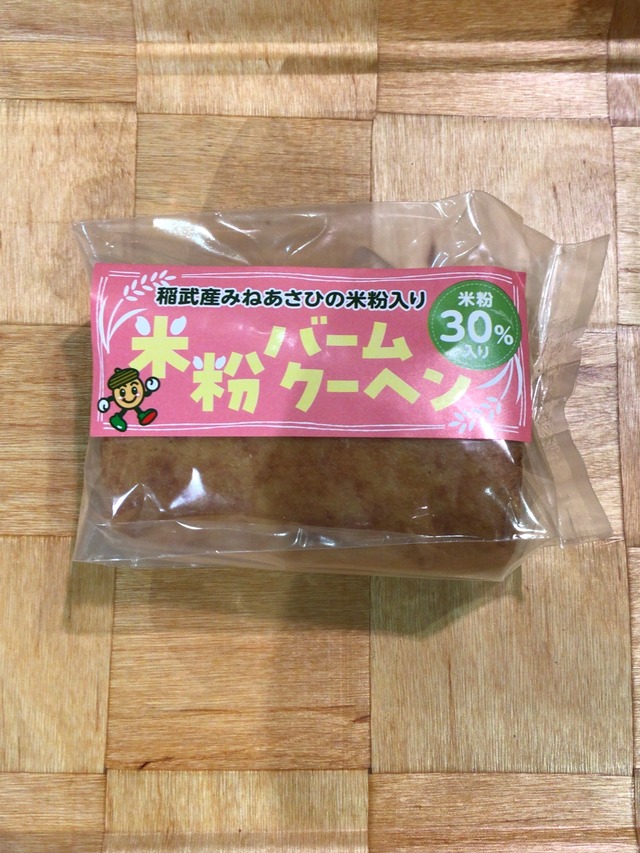 稲武産みねあさひの米粉入り
米粉
30%
入り
米粉
バーム
クーヘン